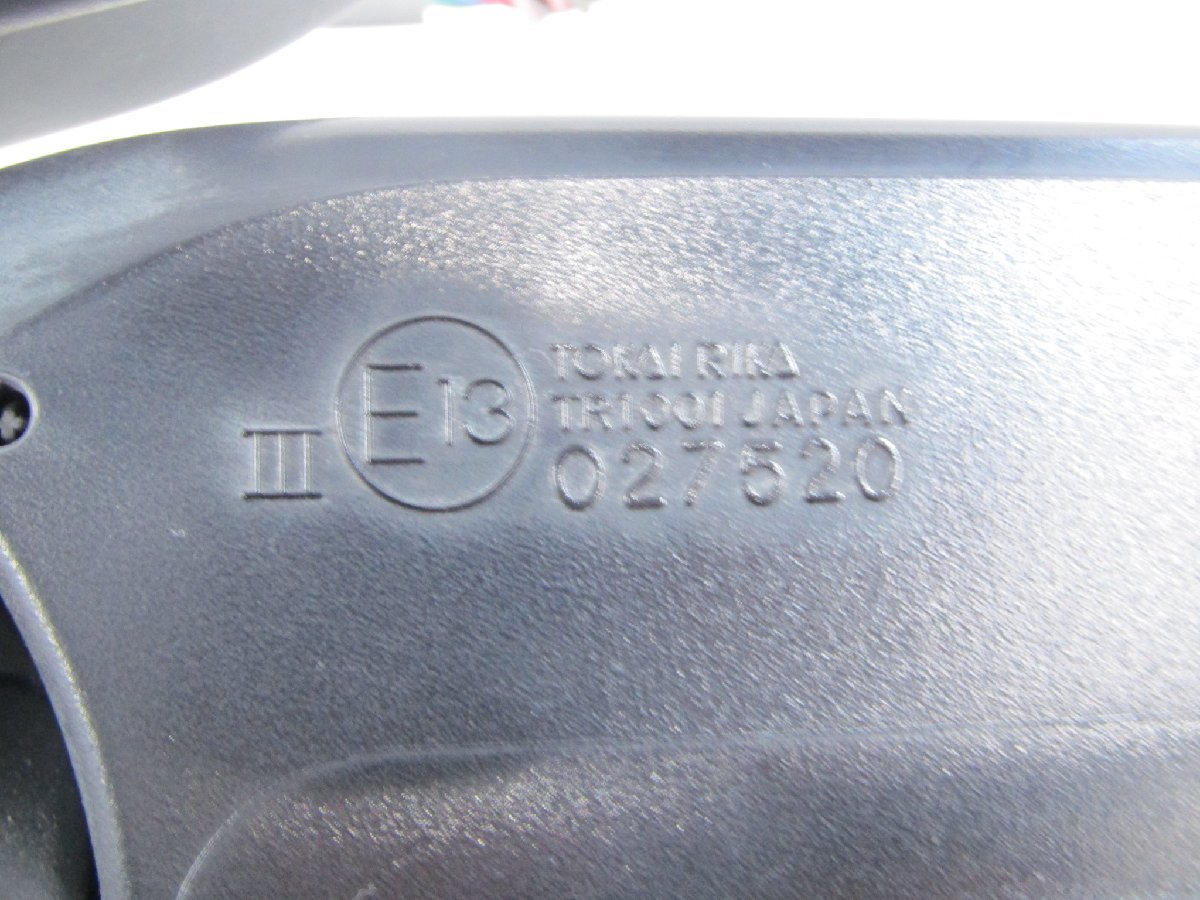 III E13
TOKAI RIKA
TR1001 JAPAN
027520